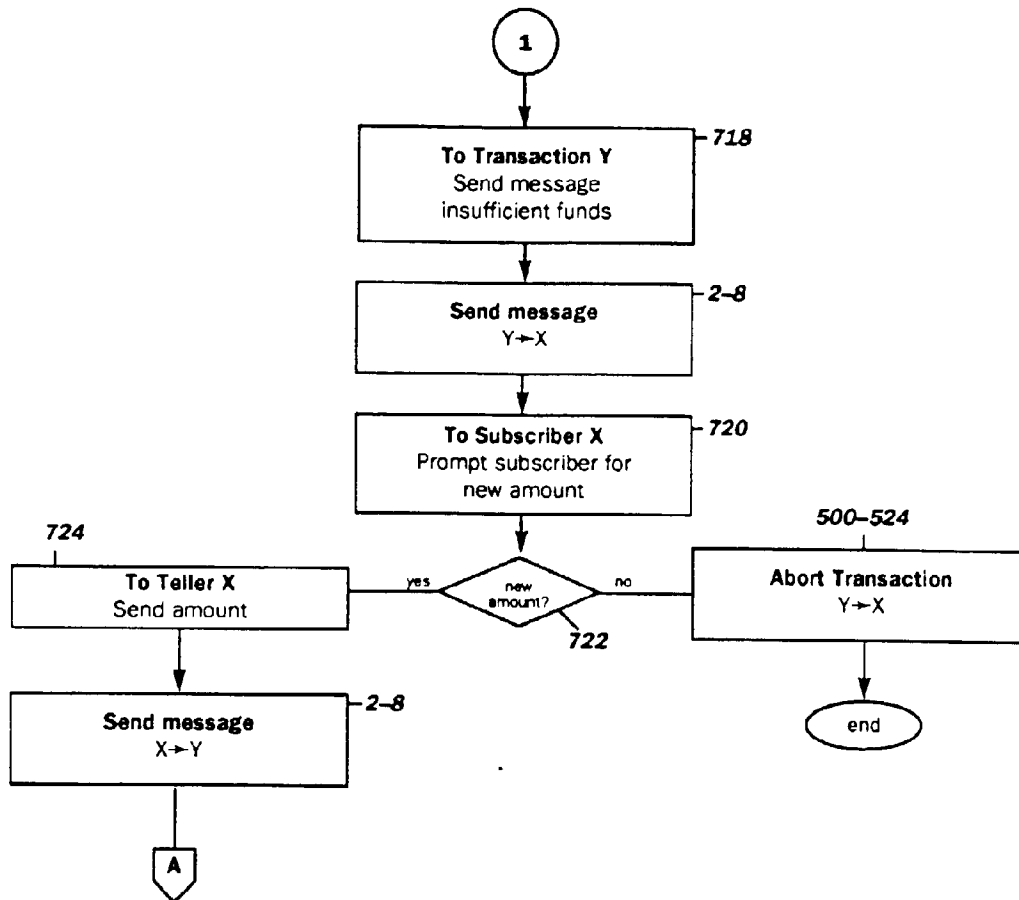 1
718
To Transaction Y
Send message
insufficient funds
2-8
Send message
Y→X
720
To Subscriber X
Prompt subscriber for
new amount
724
To Teller X
Send amount
yes
new
amount?
no
722
500-524
Abort Transaction
Y→X
2-8
Send message
X→Y
end
A